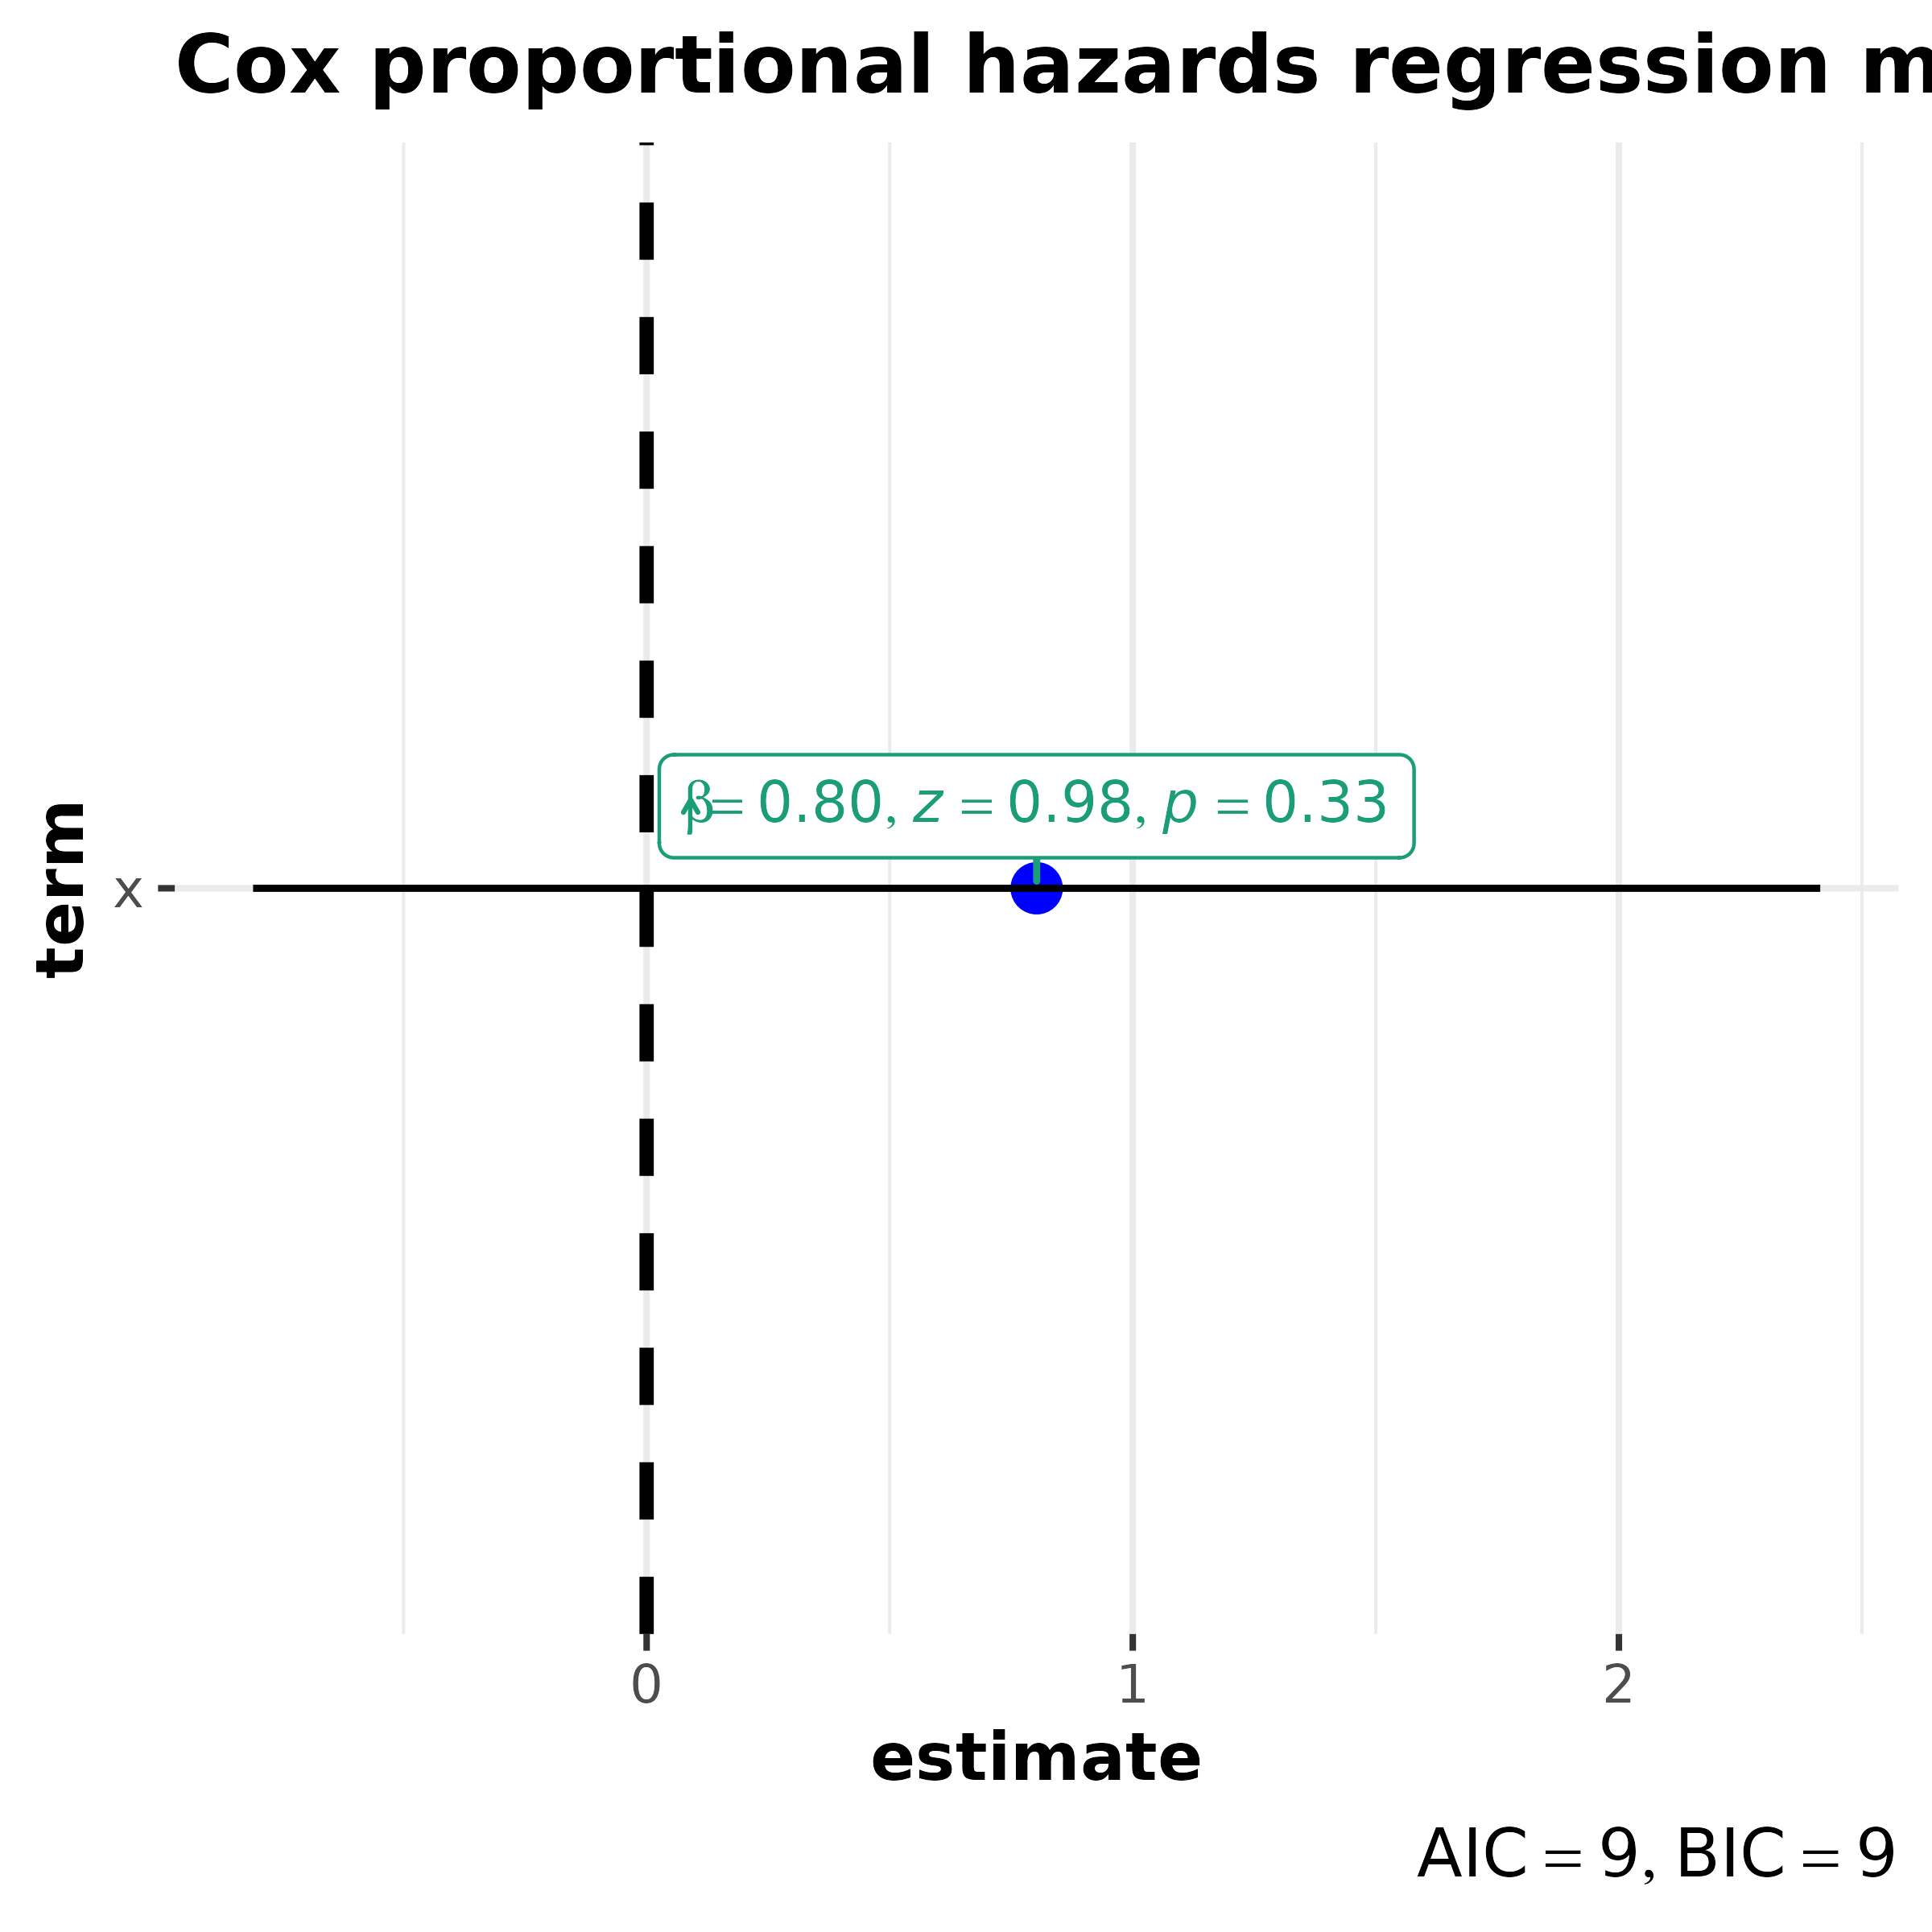 Cox proportional hazards regression m
β̂ = 0.80, z = 0.98, p = 0.33
term
x
0 1 2
estimate
AIC = 9, BIC = 9